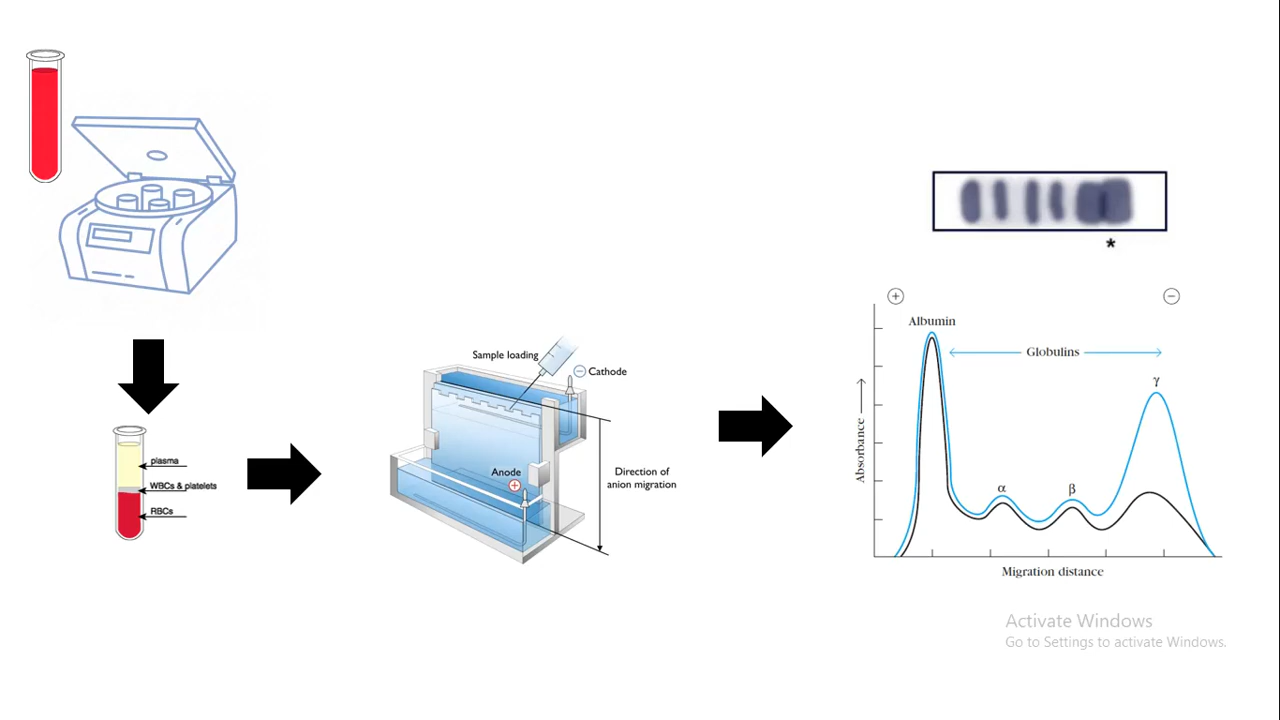 plasma
WBCs & platelets
RBCs
Sample loading
− Cathode
Anode
+
Direction of
anion migration
*
+
−
Albumin
Globulins
γ
α
β
Absorbance
Migration distance
Activate Windows
Go to Settings to activate Windows.